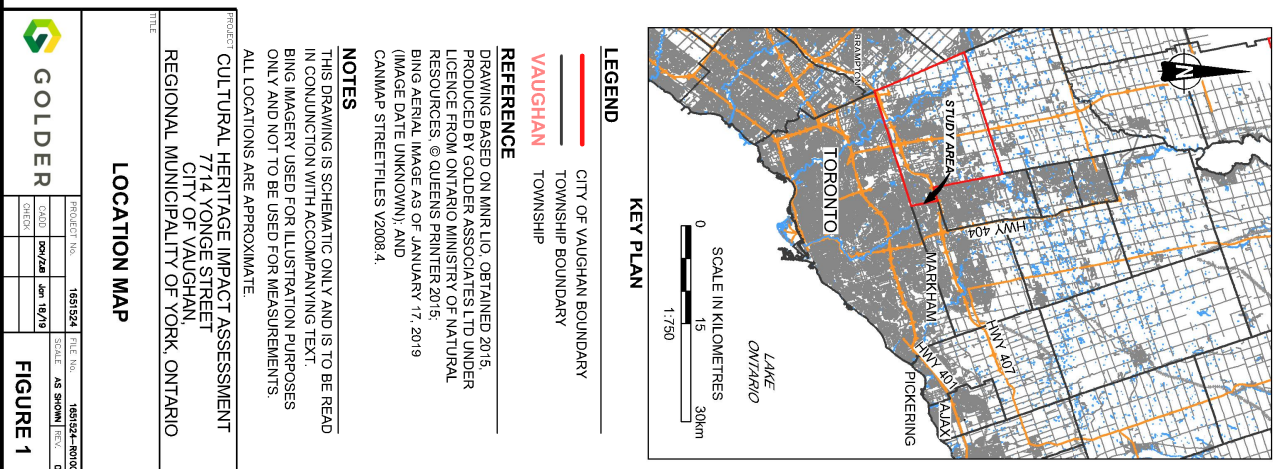 BRAMPTON
STUDY AREA
TORONTO
HWY 404
MARKHAM
HWY 407
HWY 401
PICKERING
AJAX
LAKE
ONTARIO
N
SCALE IN KILOMETRES
0 15 30km
1:750
KEY PLAN
LEGEND
CITY OF VAUGHAN BOUNDARY
TOWNSHIP BOUNDARY
VAUGHAN TOWNSHIP
REFERENCE
DRAWING BASED ON MNR LIO, OBTAINED 2015,
PRODUCED BY GOLDER ASSOCIATES LTD UNDER
LICENCE FROM ONTARIO MINISTRY OF NATURAL
RESOURCES, © QUEENS PRINTER 2015;
BING AERIAL IMAGE AS OF JANUARY 17, 2019
(IMAGE DATE UNKNOWN); AND
CANMAP STREETFILES V2008.4.
NOTES
THIS DRAWING IS SCHEMATIC ONLY AND IS TO BE READ
IN CONJUNCTION WITH ACCOMPANYING TEXT.
BING IMAGERY USED FOR ILLUSTRATION PURPOSES
ONLY AND NOT TO BE USED FOR MEASUREMENTS.
ALL LOCATIONS ARE APPROXIMATE.
PROJECT
CULTURAL HERITAGE IMPACT ASSESSMENT
7714 YONGE STREET
CITY OF VAUGHAN,
REGIONAL MUNICIPALITY OF YORK, ONTARIO
TITLE
LOCATION MAP
GOLDER
PROJECT No. 1651524 FILE No. 1651524-R0100
SCALE AS SHOWN REV.
CADD DCH/ZJB Jan 18/19
CHECK
FIGURE 1